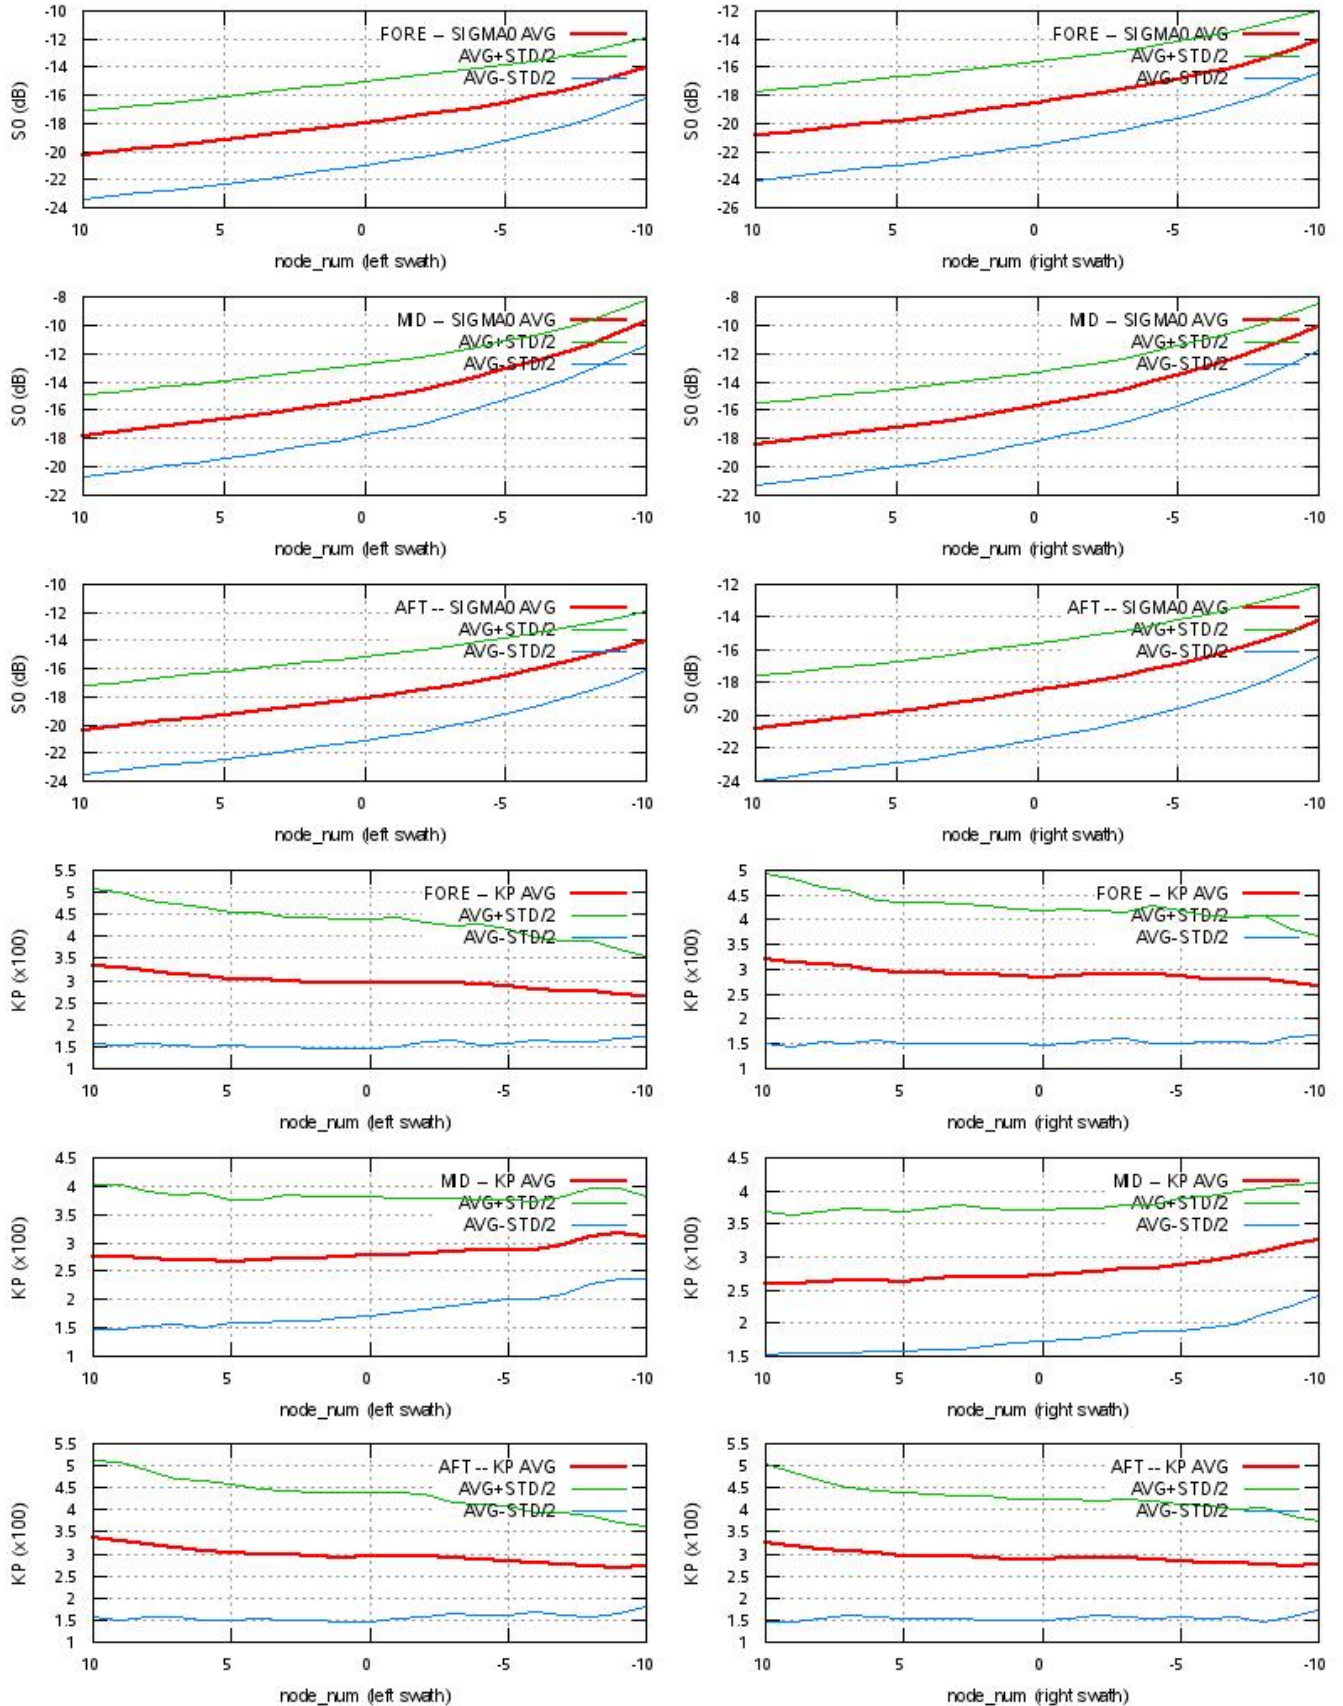 -10
-12
-14
-16
-18
-20
-22
-24
S0 (dB)
FORE -- SIGMA0 AVG
AVG+STD/2
AVG-STD/2
10 5 0 -5 -10
node_num (left swath)
-12
-14
-16
-18
-20
-22
-24
-26
S0 (dB)
FORE -- SIGMA0 AVG
AVG+STD/2
AVG-STD/2
10 5 0 -5 -10
node_num (right swath)
-8
-10
-12
-14
-16
-18
-20
-22
S0 (dB)
MID -- SIGMA0 AVG
AVG+STD/2
AVG-STD/2
10 5 0 -5 -10
node_num (left swath)
-8
-10
-12
-14
-16
-18
-20
-22
S0 (dB)
MID -- SIGMA0 AVG
AVG+STD/2
AVG-STD/2
10 5 0 -5 -10
node_num (right swath)
-10
-12
-14
-16
-18
-20
-22
-24
S0 (dB)
AFT -- SIGMA0 AVG
AVG+STD/2
AVG-STD/2
10 5 0 -5 -10
node_num (left swath)
-12
-14
-16
-18
-20
-22
-24
S0 (dB)
AFT -- SIGMA0 AVG
AVG+STD/2
AVG-STD/2
10 5 0 -5 -10
node_num (right swath)
5.5
5
4.5
4
3.5
3
2.5
2
1.5
1
KP (x100)
FORE -- KP AVG
AVG+STD/2
AVG-STD/2
10 5 0 -5 -10
node_num (left swath)
5
4.5
4
3.5
3
2.5
2
1.5
1
KP (x100)
FORE -- KP AVG
AVG+STD/2
AVG-STD/2
10 5 0 -5 -10
node_num (right swath)
4.5
4
3.5
3
2.5
2
1.5
1
KP (x100)
MID -- KP AVG
AVG+STD/2
AVG-STD/2
10 5 0 -5 -10
node_num (left swath)
4.5
4
3.5
3
2.5
2
1.5
KP (x100)
MID -- KP AVG
AVG+STD/2
AVG-STD/2
10 5 0 -5 -10
node_num (right swath)
5.5
5
4.5
4
3.5
3
2.5
2
1.5
1
KP (x100)
AFT -- KP AVG
AVG+STD/2
AVG-STD/2
10 5 0 -5 -10
node_num (left swath)
5.5
5
4.5
4
3.5
3
2.5
2
1.5
1
KP (x100)
AFT -- KP AVG
AVG+STD/2
AVG-STD/2
10 5 0 -5 -10
node_num (right swath)